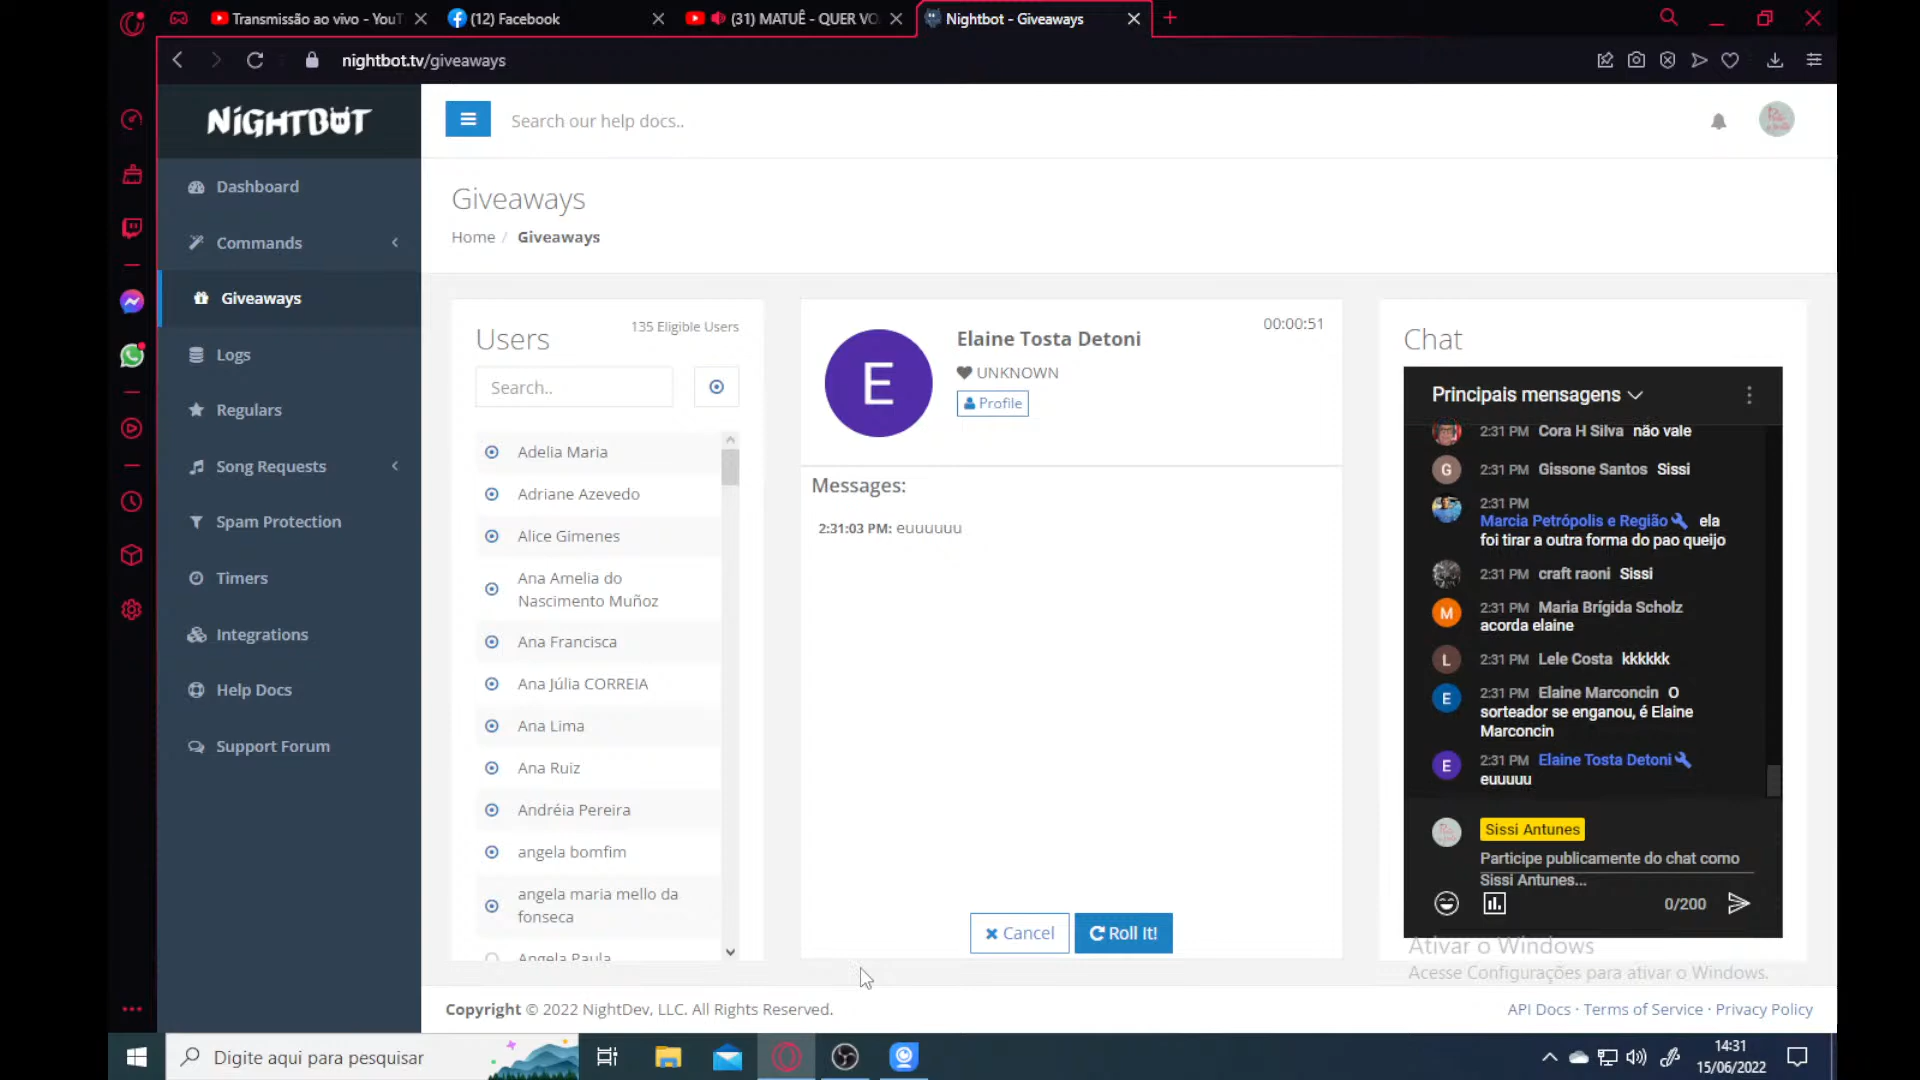 Transmissão ao vivo - YouT
(12) Facebook
(31) MATUÊ - QUER VO
Nightbot - Giveaways
nightbot.tv/giveaways
NiGHTBOT
Search our help docs..
Dashboard
Commands
Giveaways
Logs
Regulars
Song Requests
Spam Protection
Timers
Integrations
Help Docs
Support Forum
Giveaways
Home / Giveaways
Users
135 Eligible Users
Search..
Adelia Maria
Adriane Azevedo
Alice Gimenes
Ana Amelia do
Nascimento Muñoz
Ana Francisca
Ana Júlia CORREIA
Ana Lima
Ana Ruiz
Andréia Pereira
angela bomfim
angela maria mello da
fonseca
Angela Paula
E
Elaine Tosta Detoni
00:00:51
UNKNOWN
Profile
Messages:
2:31:03 PM: euuuuuu
Cancel
Roll It!
Chat
Principais mensagens
2:31 PM Cora H Silva não vale
G 2:31 PM Gissone Santos Sissi
2:31 PM
Marcia Petrópolis e Região ela
foi tirar a outra forma do pao queijo
2:31 PM craft raoni Sissi
M 2:31 PM Maria Brígida Scholz
acorda elaine
L 2:31 PM Lele Costa kkkkkk
E 2:31 PM Elaine Marconcin O
sorteador se enganou, é Elaine
Marconcin
E 2:31 PM Elaine Tosta Detoni
euuuuu
Sissi Antunes
Participe publicamente do chat como
Sissi Antunes...
0/200
Ativar o Windows
Acesse Configurações para ativar o Windows.
Copyright © 2022 NightDev, LLC. All Rights Reserved.
API Docs · Terms of Service · Privacy Policy
Digite aqui para pesquisar
14:31
15/06/2022